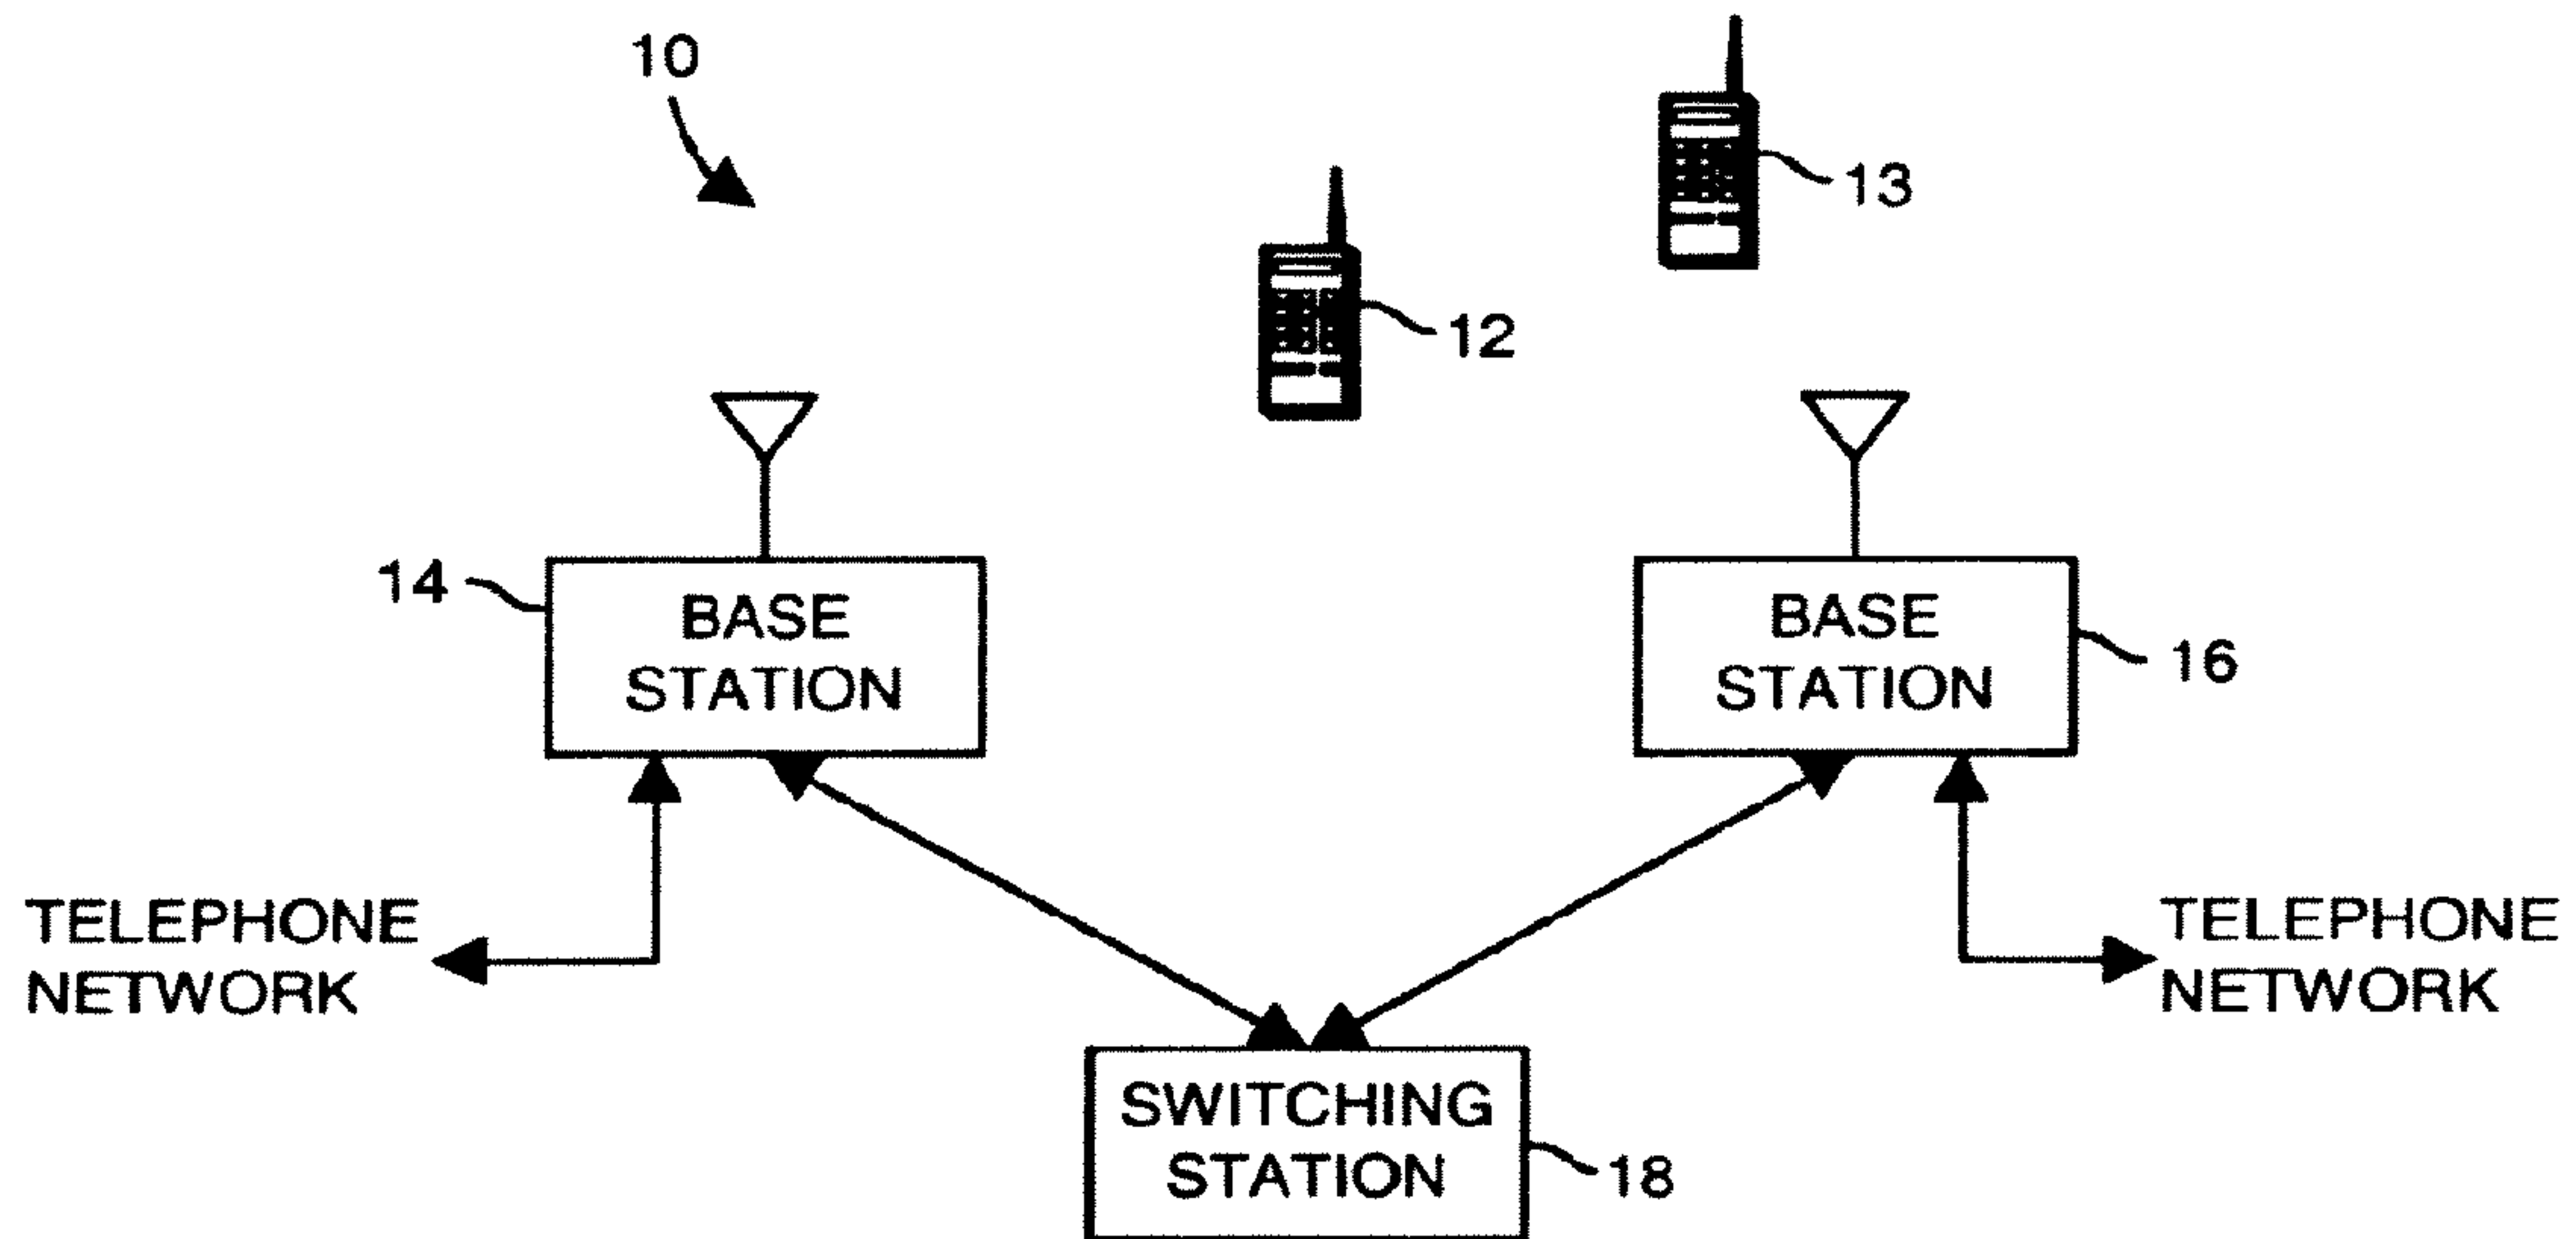 10
13
12
14
BASE
STATION
BASE
STATION
16
TELEPHONE
NETWORK
TELEPHONE
NETWORK
SWITCHING
STATION
18